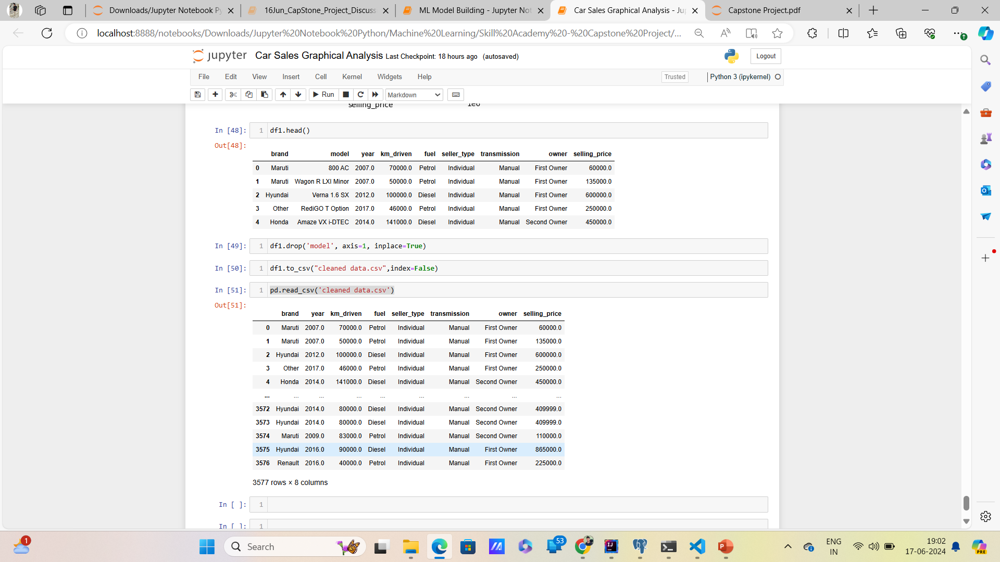 Downloads/Jupyter Notebook Py
16Jun_CapStone_Project_Discuss
ML Model Building - Jupyter Not
Car Sales Graphical Analysis - Jup
Capstone Project.pdf
localhost:8888/notebooks/Downloads/Jupyter%20Notebook%20Python/Machine%20Learning/Skill%20Academy%20-%20Capstone%20Project/...
jupyter Car Sales Graphical Analysis Last Checkpoint: 18 hours ago (autosaved) Logout
File Edit View Insert Cell Kernel Widgets Help Trusted Python 3 (ipykernel)
Run Markdown
selling_price 1e6
In [48]: 1 df1.head()
Out[48]:
brand model year km_driven fuel seller_type transmission owner selling_price
0 Maruti 800 AC 2007.0 70000.0 Petrol Individual Manual First Owner 60000.0
1 Maruti Wagon R LXI Minor 2007.0 50000.0 Petrol Individual Manual First Owner 135000.0
2 Hyundai Verna 1.6 SX 2012.0 100000.0 Diesel Individual Manual First Owner 600000.0
3 Other RediGO T Option 2017.0 46000.0 Petrol Individual Manual First Owner 250000.0
4 Honda Amaze VX i-DTEC 2014.0 141000.0 Diesel Individual Manual Second Owner 450000.0
In [49]: 1 df1.drop('model', axis=1, inplace=True)
In [50]: 1 df1.to_csv("cleaned data.csv",index=False)
In [51]: 1 pd.read_csv('cleaned data.csv')
Out[51]:
brand year km_driven fuel seller_type transmission owner selling_price
0 Maruti 2007.0 70000.0 Petrol Individual Manual First Owner 60000.0
1 Maruti 2007.0 50000.0 Petrol Individual Manual First Owner 135000.0
2 Hyundai 2012.0 100000.0 Diesel Individual Manual First Owner 600000.0
3 Other 2017.0 46000.0 Petrol Individual Manual First Owner 250000.0
4 Honda 2014.0 141000.0 Diesel Individual Manual Second Owner 450000.0
... ... ... ... ... ... ... ... ...
3572 Hyundai 2014.0 80000.0 Diesel Individual Manual Second Owner 409999.0
3573 Hyundai 2014.0 80000.0 Diesel Individual Manual Second Owner 409999.0
3574 Maruti 2009.0 83000.0 Petrol Individual Manual Second Owner 110000.0
3575 Hyundai 2016.0 90000.0 Diesel Individual Manual First Owner 865000.0
3576 Renault 2016.0 40000.0 Petrol Individual Manual First Owner 225000.0
3577 rows × 8 columns
In [ ]: 1
In [ ]: 1
1
Search
53
ENG
IN
19:02
17-06-2024
PRE